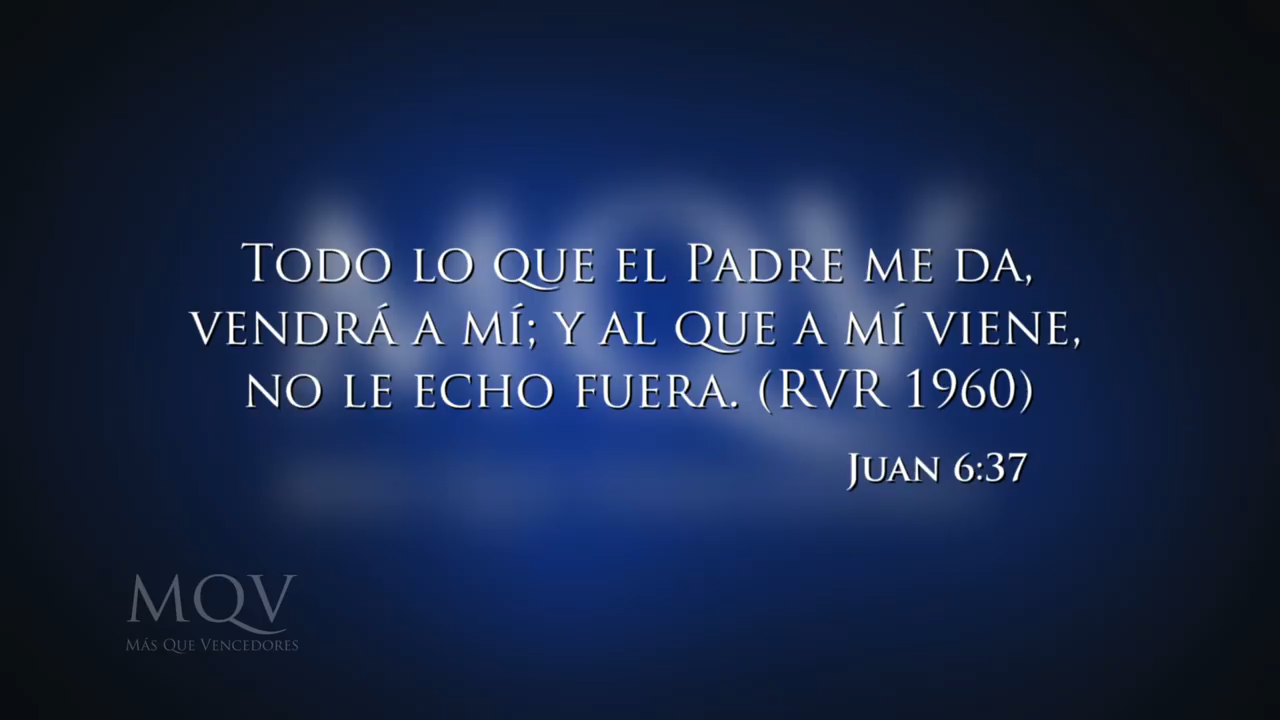 Todo lo que el Padre me da,
vendrá a mí; y al que a mí viene,
no le echo fuera. (RVR 1960)
Juan 6:37
MQV
Más Que Vencedores